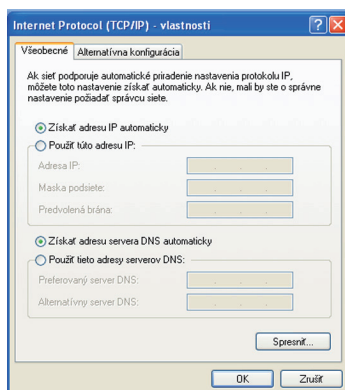 Internet Protocol (TCP/IP) - vlastnosti
Všeobecné
Alternatívna konfigurácia
Ak sieť podporuje automatické priradenie nastavenia protokolu IP,
môžete toto nastavenie získať automaticky. Ak nie, mali by ste o správne
nastavenie požiadať správcu siete.
Získať adresu IP automaticky
Použiť túto adresu IP:
Adresa IP:
Maska podsiete:
Predvolená brána:
Získať adresu servera DNS automaticky
Použiť tieto adresy serverov DNS:
Preferovaný server DNS:
Alternatívny server DNS:
Spresniť...
OK
Zrušiť